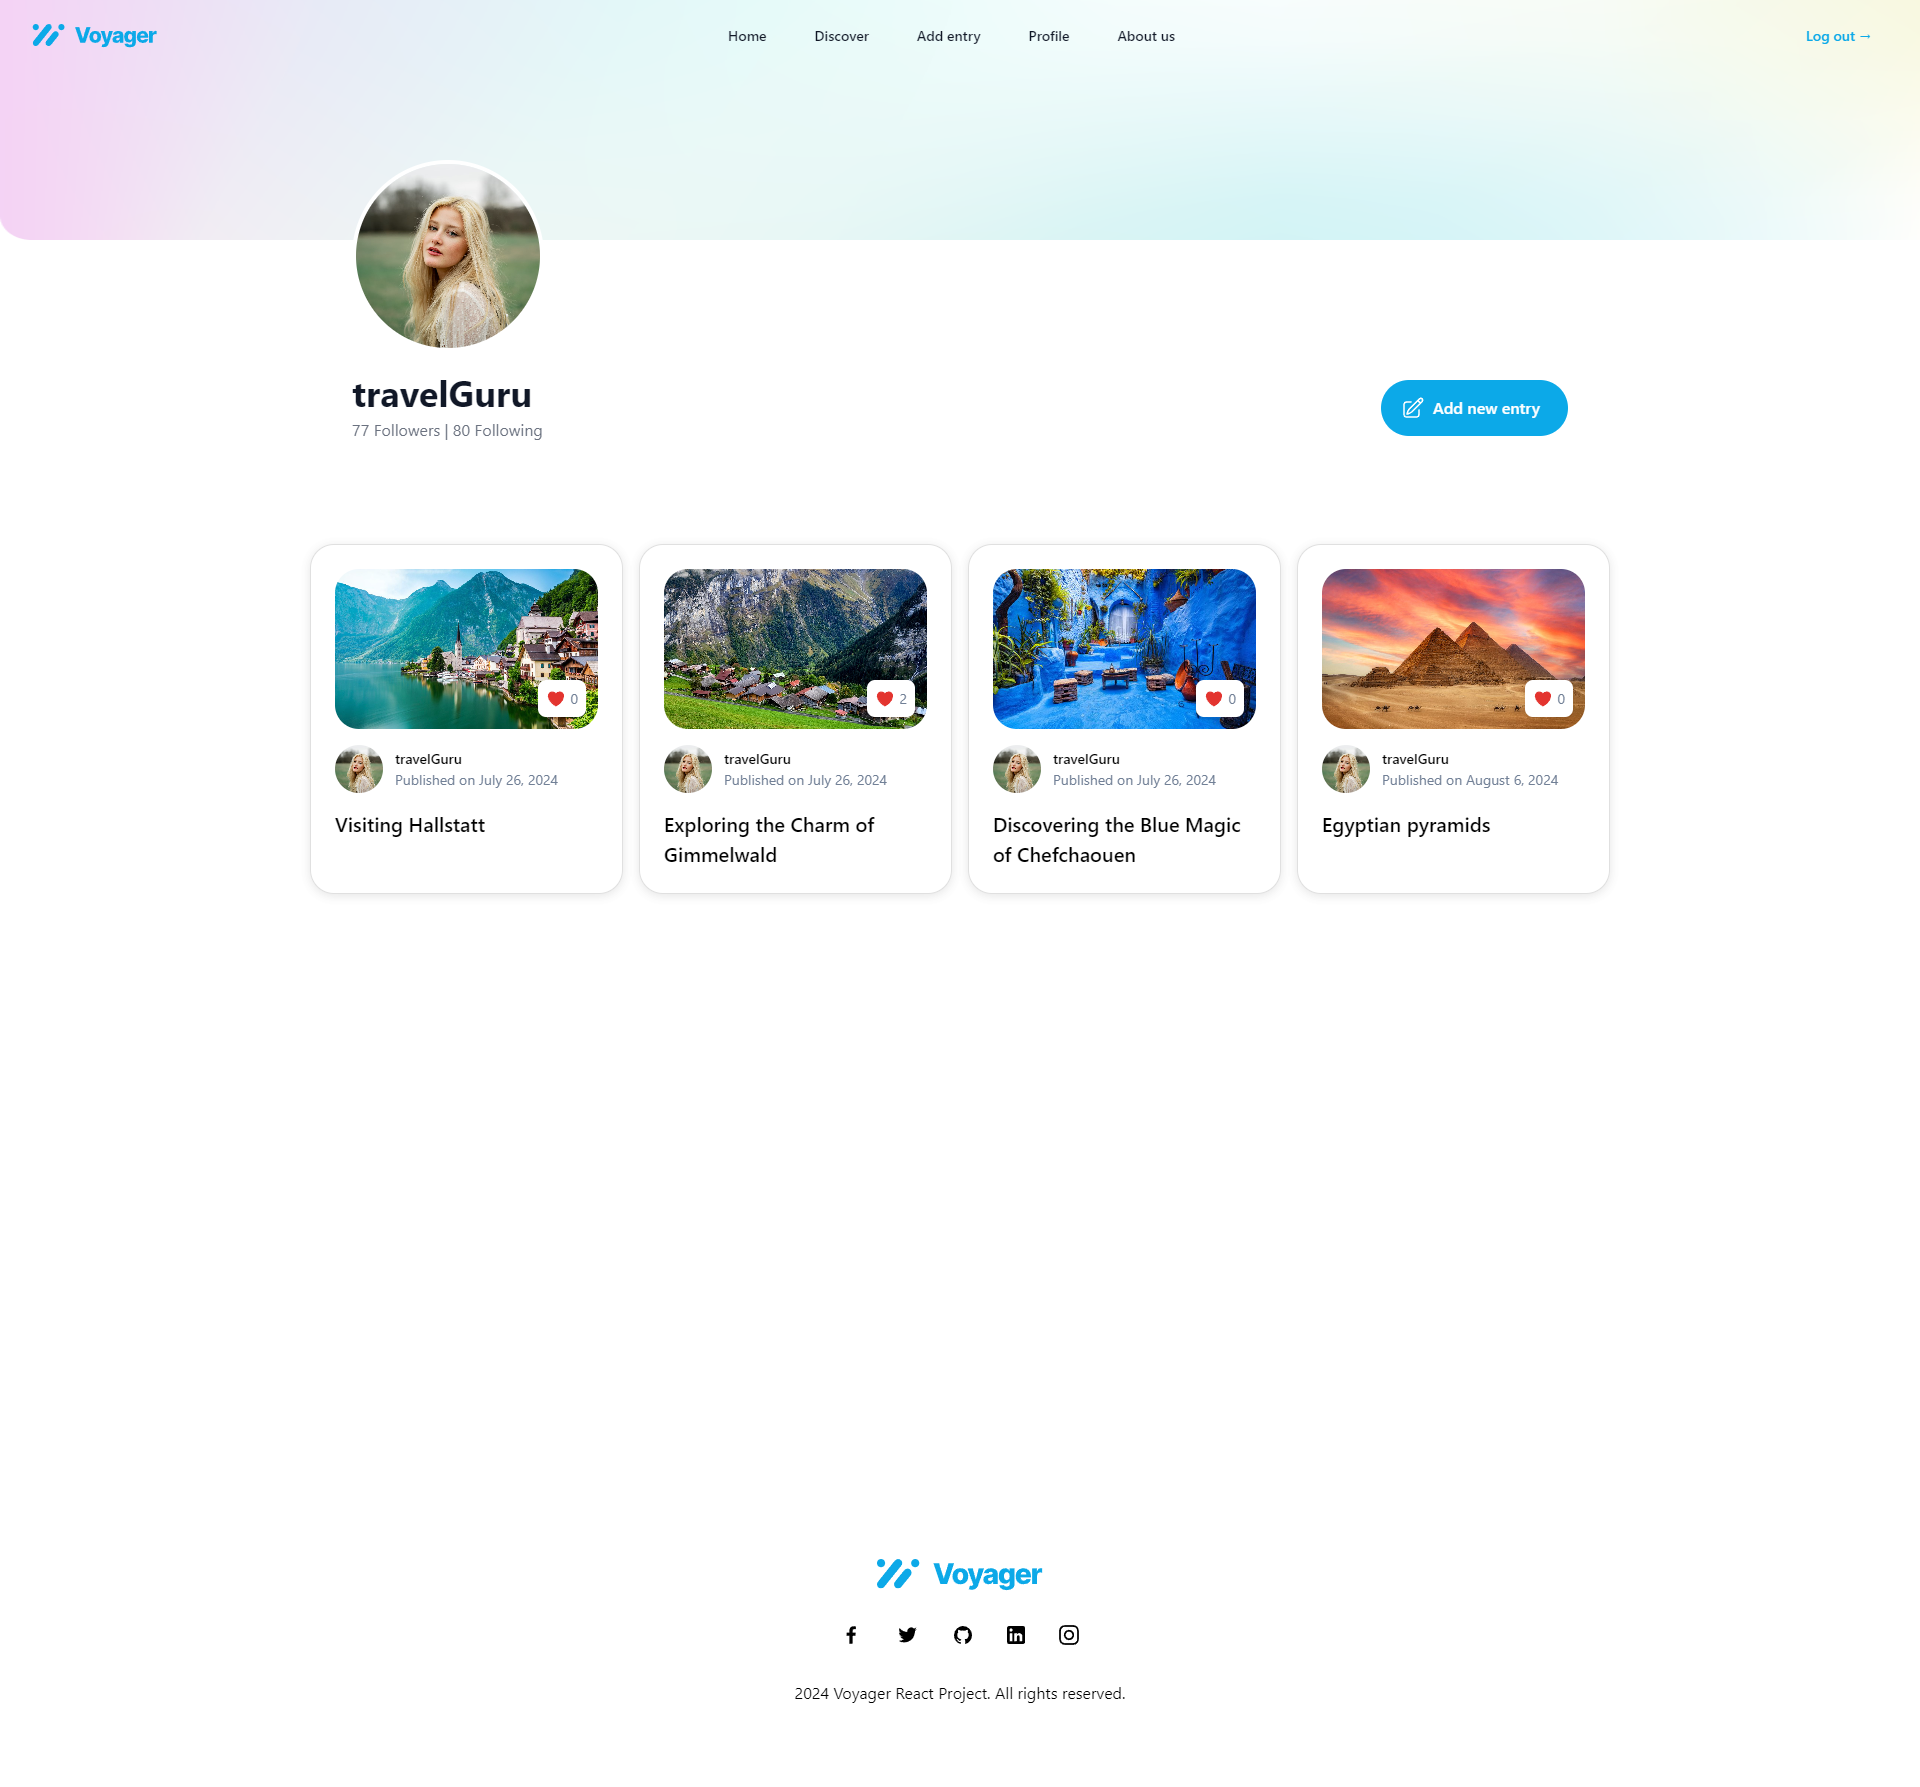 Voyager
Home
Discover
Add entry
Profile
About us
Log out →
travelGuru
77 Followers | 80 Following
Add new entry
0
travelGuru
Published on July 26, 2024
Visiting Hallstatt
2
travelGuru
Published on July 26, 2024
Exploring the Charm of
Gimmelwald
0
travelGuru
Published on July 26, 2024
Discovering the Blue Magic
of Chefchaouen
0
travelGuru
Published on August 6, 2024
Egyptian pyramids
Voyager
2024 Voyager React Project. All rights reserved.